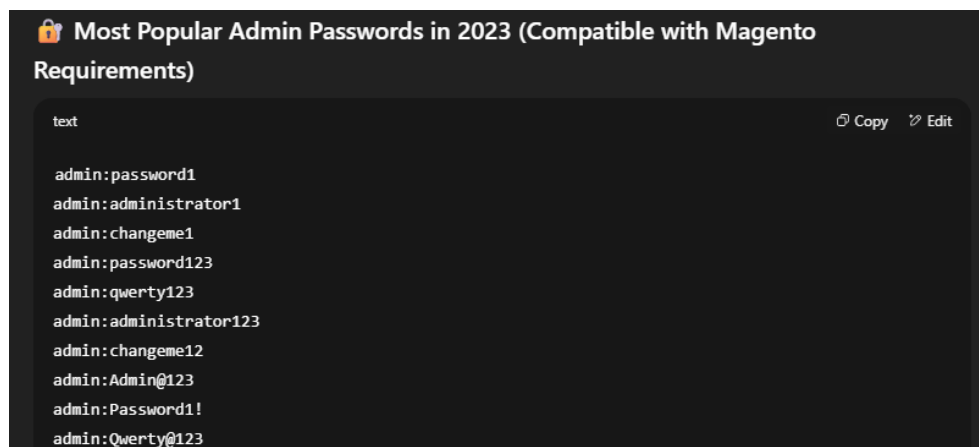 🔐 Most Popular Admin Passwords in 2023 (Compatible with Magento
Requirements)
text Copy Edit
admin:password1
admin:administrator1
admin:changeme1
admin:password123
admin:qwerty123
admin:administrator123
admin:changeme12
admin:Admin@123
admin:Password1!
admin:Qwerty@123